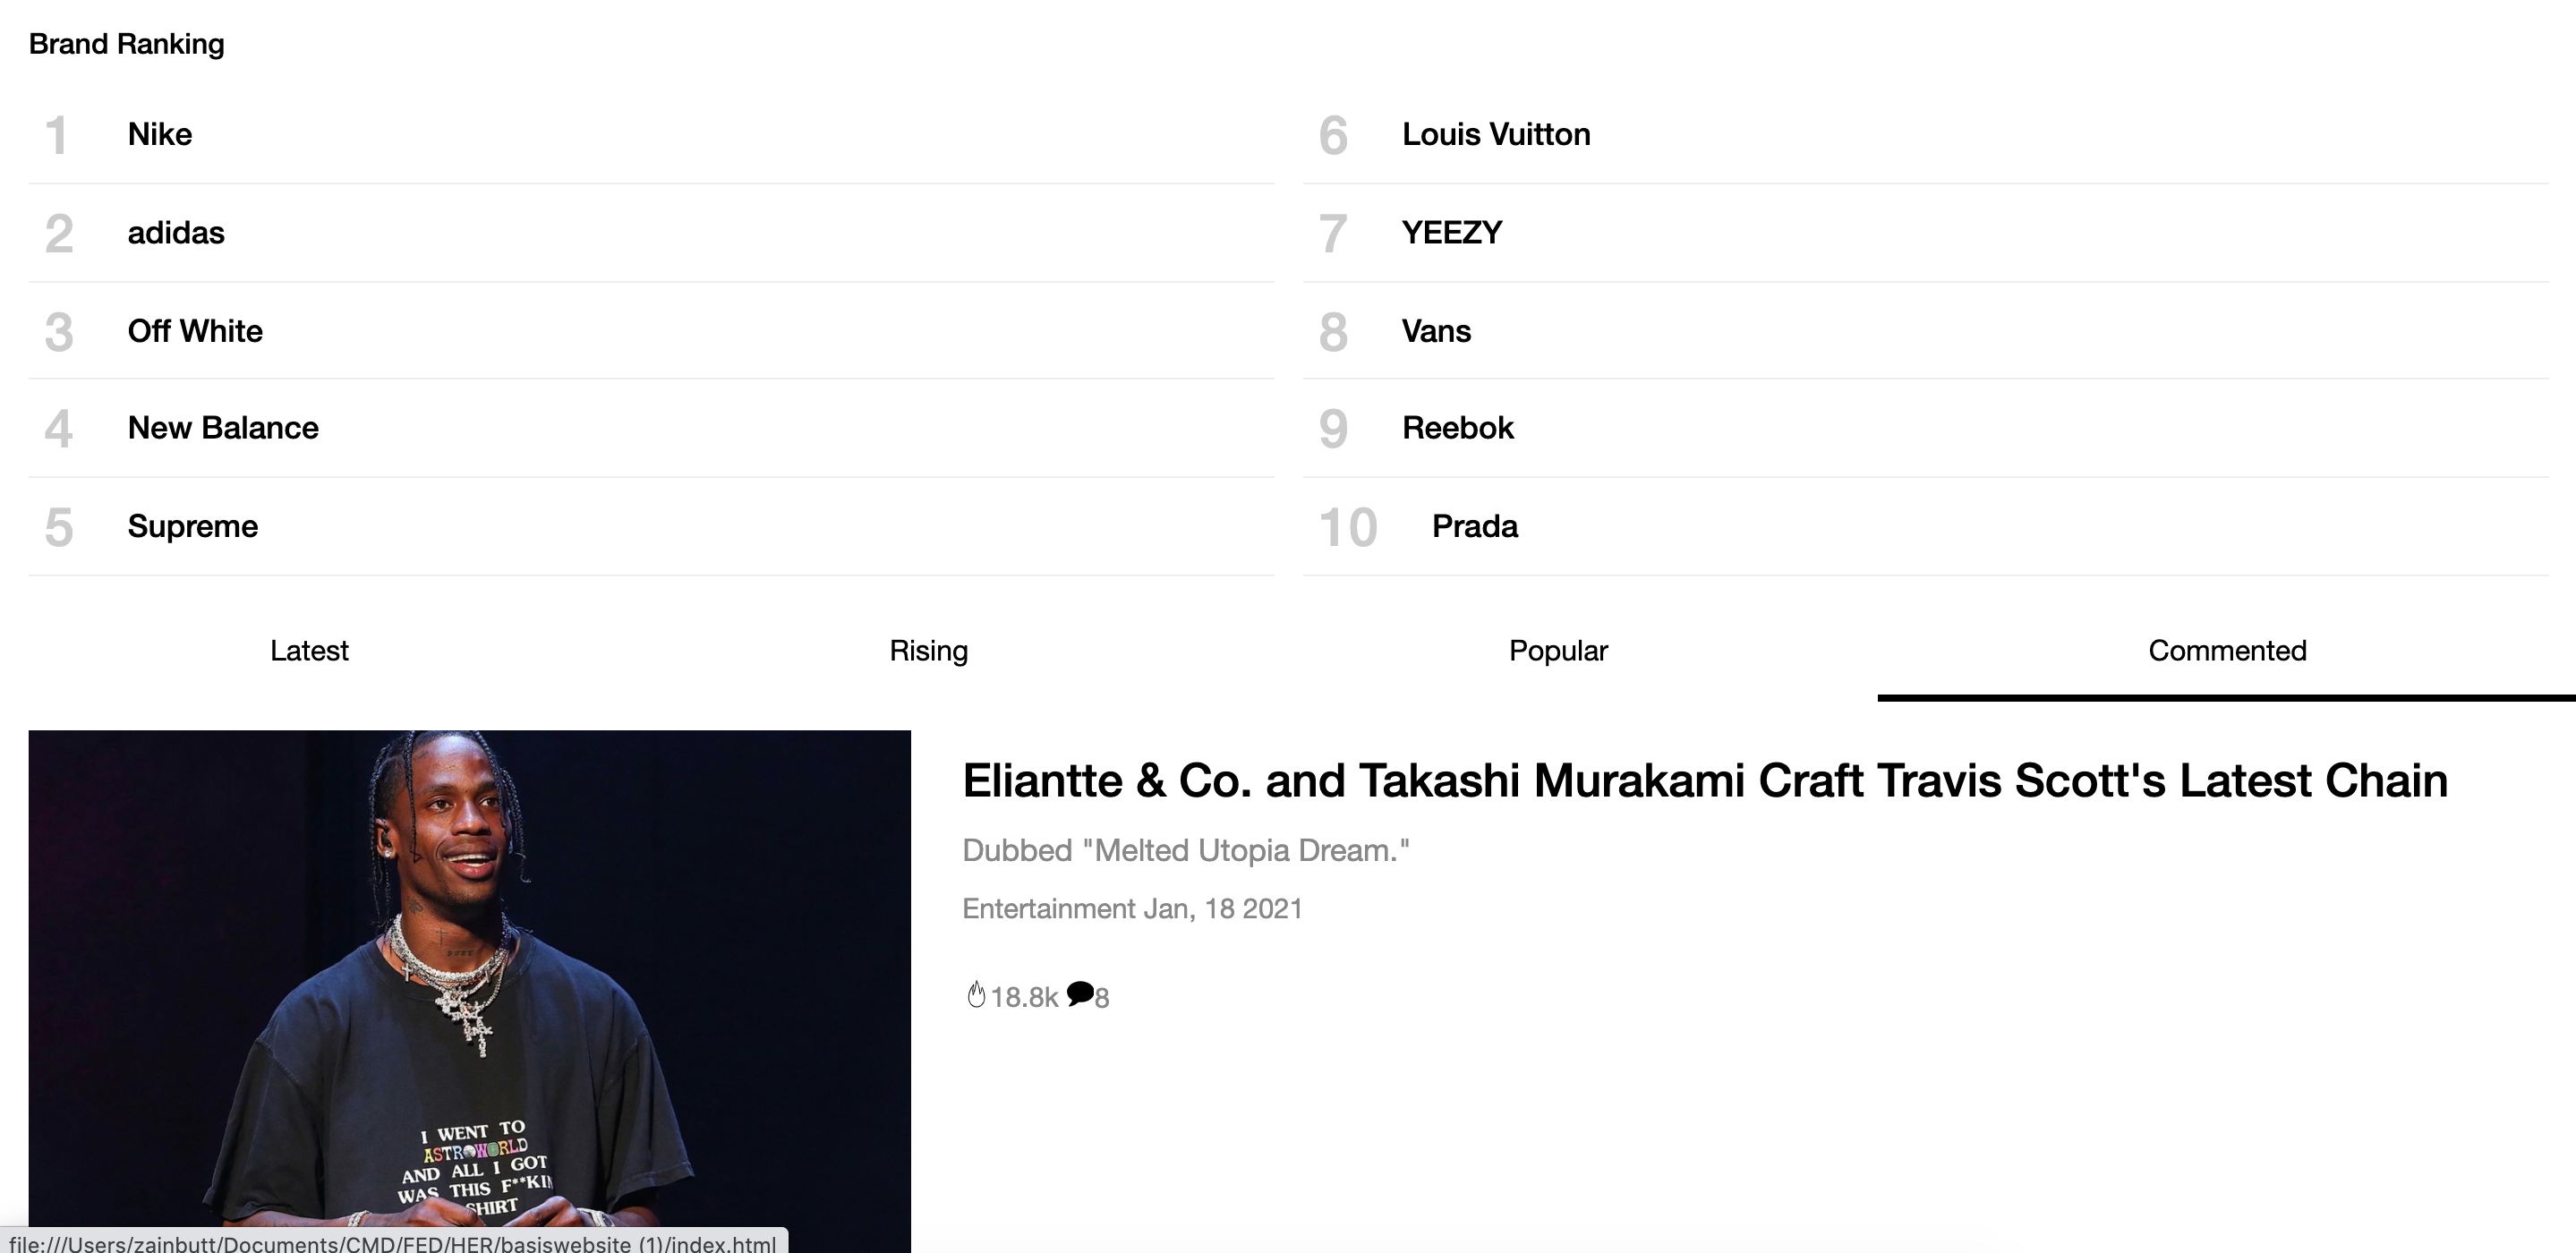 Brand Ranking
1 Nike
2 adidas
3 Off White
4 New Balance
5 Supreme
6 Louis Vuitton
7 YEEZY
8 Vans
9 Reebok
10 Prada
Latest Rising Popular Commented
Eliantte & Co. and Takashi Murakami Craft Travis Scott's Latest Chain
Dubbed "Melted Utopia Dream."
Entertainment Jan, 18 2021
18.8k 8
I WENT TO
ASTROWORLD
AND ALL I GOT
WAS THIS F**KIN
SHIRT
file:///Users/zainbutt/Documents/CMD/FED/HER/basiswebsite (1)/index.html